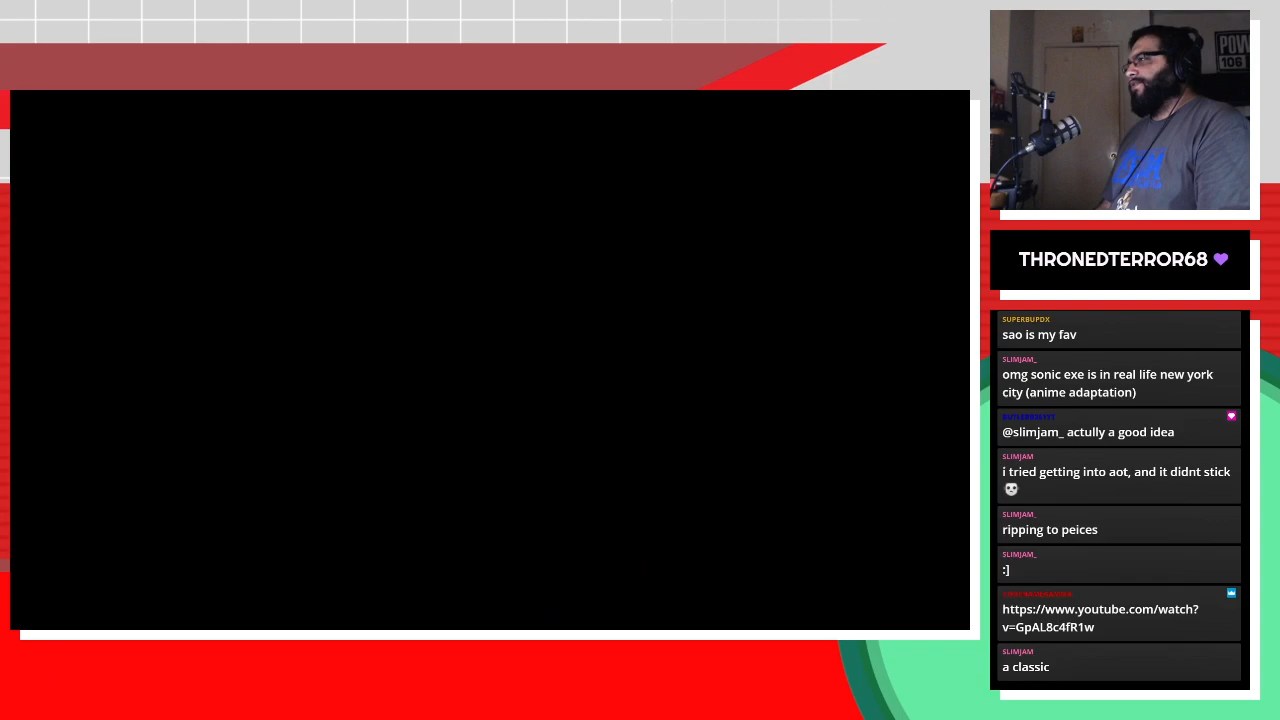 POW
106
THRONEDTERROR68 💜
SUPERBUPDX
sao is my fav
SLIMJAM_
omg sonic exe is in real life new york
city (anime adaptation)
@slimjam_ actully a good idea
SLIMJAM
i tried getting into aot, and it didnt stick
SLIMJAM_
ripping to peices
SLIMJAM_
:]
https://www.youtube.com/watch?
v=GpAL8c4fR1w
SLIMJAM
a classic